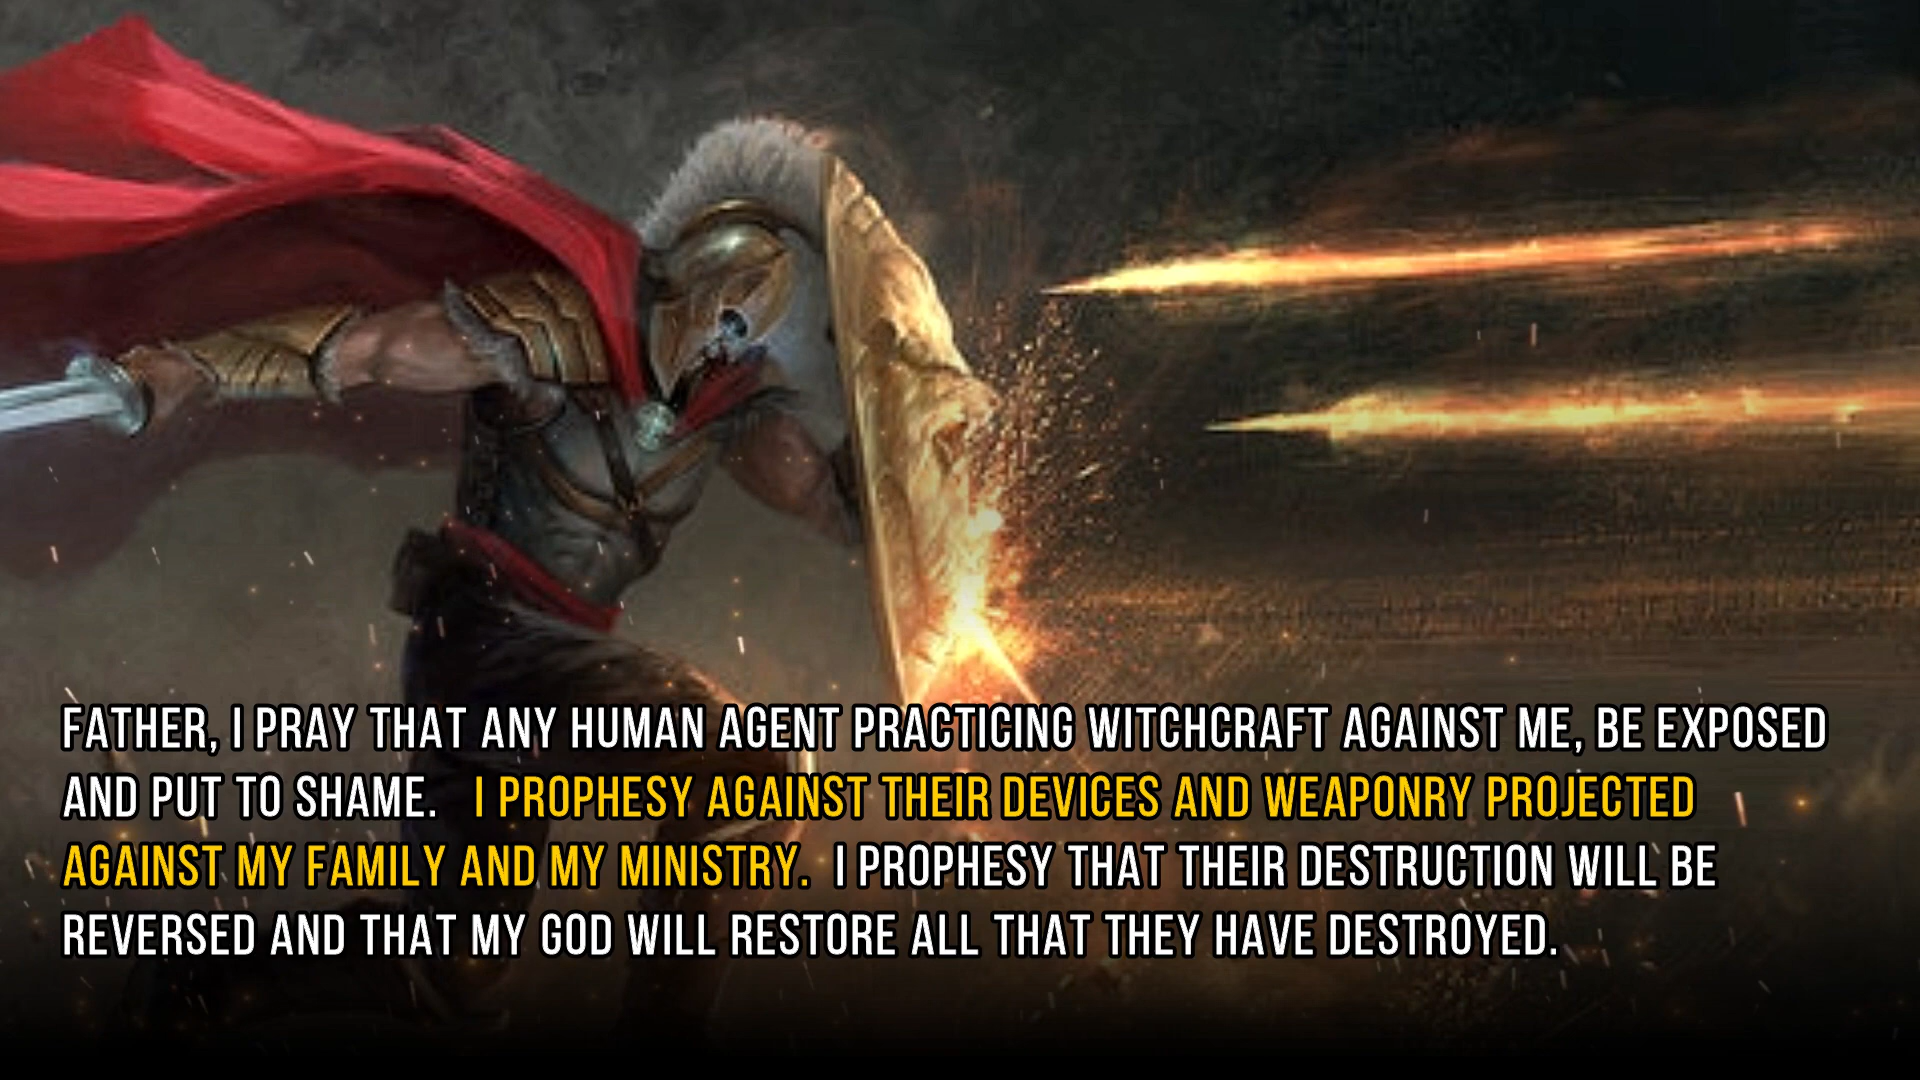 FATHER, I PRAY THAT ANY HUMAN AGENT PRACTICING WITCHCRAFT AGAINST ME, BE EXPOSED
AND PUT TO SHAME. I PROPHESY AGAINST THEIR DEVICES AND WEAPONRY PROJECTED
AGAINST MY FAMILY AND MY MINISTRY. I PROPHESY THAT THEIR DESTRUCTION WILL BE
REVERSED AND THAT MY GOD WILL RESTORE ALL THAT THEY HAVE DESTROYED.